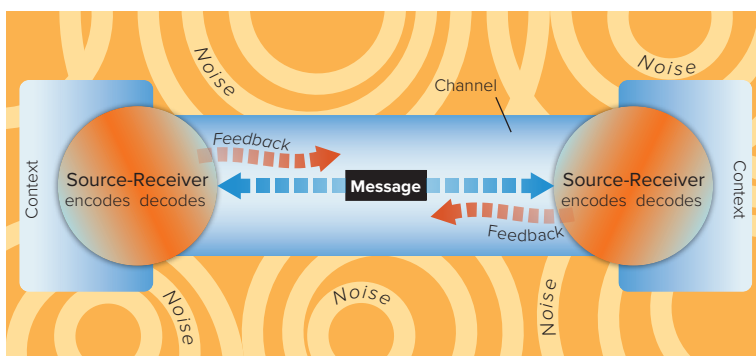 Noise
Noise
Channel
Feedback
Context
Source-Receiver
encodes decodes
Message
Source-Receiver
encodes decodes
Context
Feedback
Noise
Noise
Noise